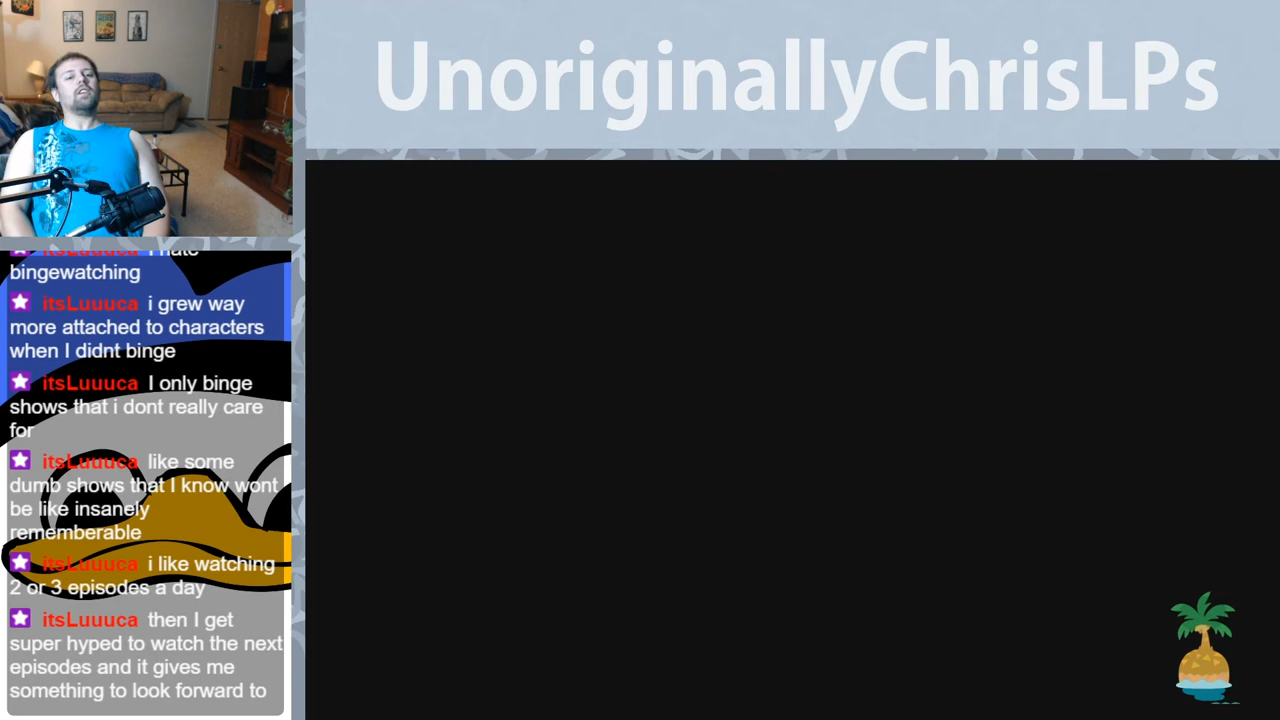 UnoriginallyChrisLPs
itsLuuuca i hate
bingewatching
itsLuuuca i grew way
more attached to characters
when I didnt binge
itsLuuuca I only binge
shows that i dont really care
for
itsLuuuca like some
dumb shows that I know wont
be like insanely
rememberable
itsLuuuca i like watching
2 or 3 episodes a day
itsLuuuca then I get
super hyped to watch the next
episodes and it gives me
something to look forward to